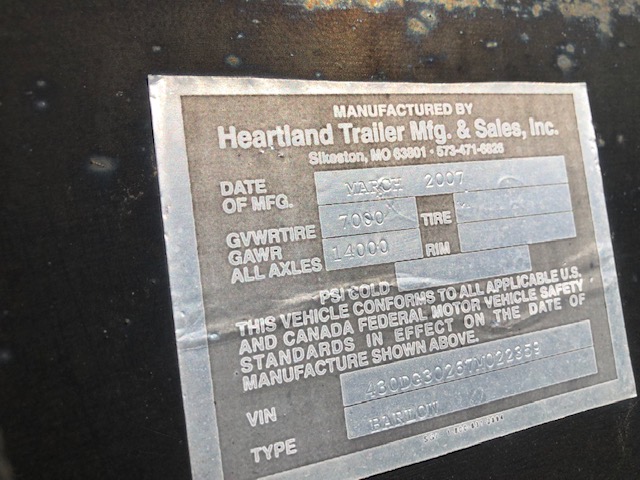 MANUFACTURED BY
Heartland Trailer Mfg. & Sales, Inc.
Sikeston, MO 63801 • 573-471-6826
DATE OF MFG. MARCH 2007
GVWRTIRE 7080 TIRE
GAWR ALL AXLES 14000 RIM
PSI COLD
THIS VEHICLE CONFORMS TO ALL APPLICABLE U.S.
AND CANADA FEDERAL MOTOR VEHICLE SAFETY
STANDARDS IN EFFECT ON THE DATE OF
MANUFACTURE SHOWN ABOVE.
VIN
TYPE